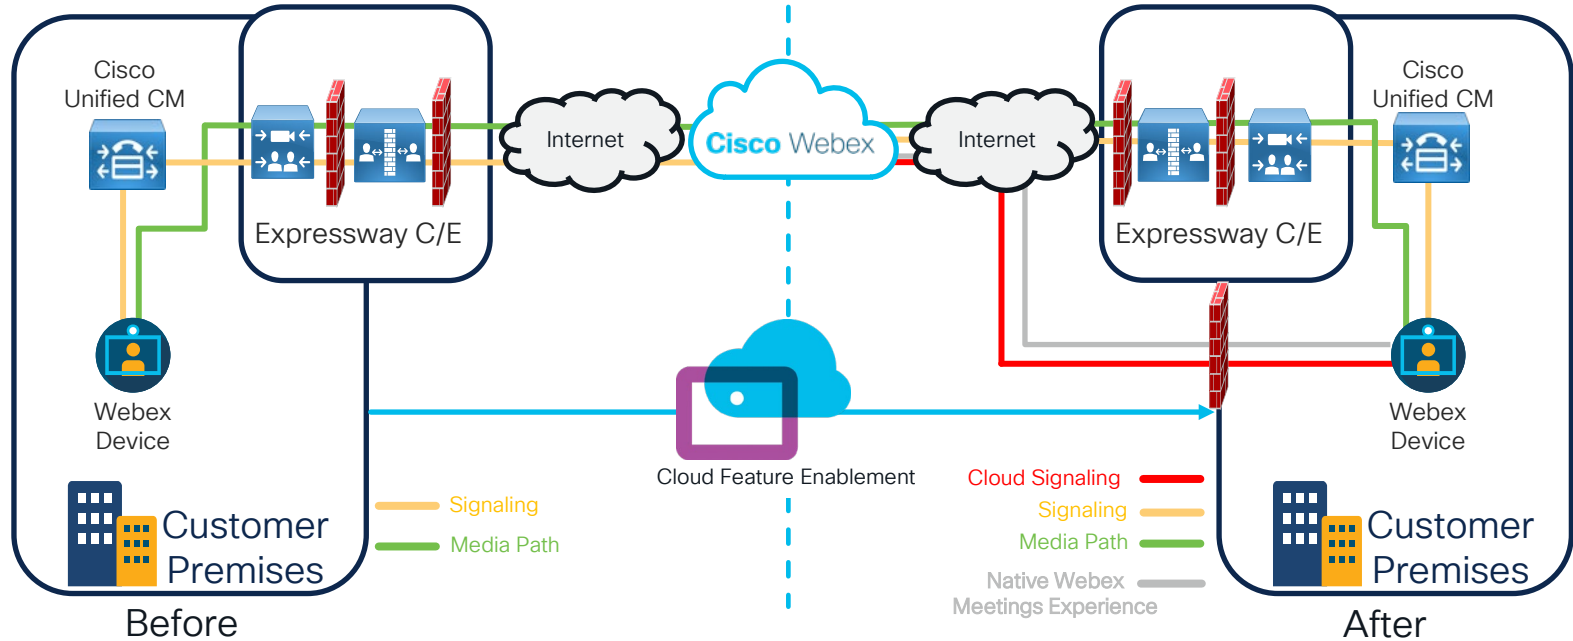 Cisco
Unified CM
Expressway C/E
Internet
Cisco Webex
Internet
Expressway C/E
Cisco
Unified CM
Webex
Device
Webex
Device
Cloud Feature Enablement
Signaling
Media Path
Cloud Signaling
Signaling
Media Path
Native Webex
Meetings Experience
Customer
Premises
Customer
Premises
Before
After